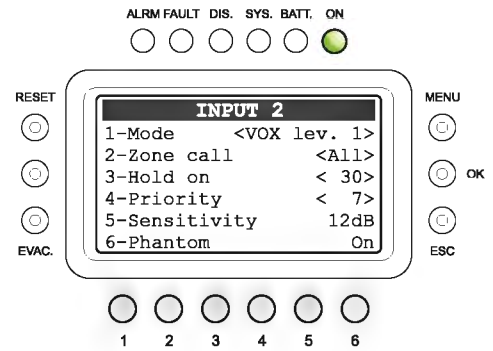 ALRM FAULT DIS. SYS. BATT. ON
RESET
MENU
INPUT 2
1-Mode <VOX lev. 1>
2-Zone call <All>
3-Hold on < 30>
OK
4-Priority < 7>
5-Sensitivity 12dB
6-Phantom On
EVAC.
ESC
1 2 3 4 5 6